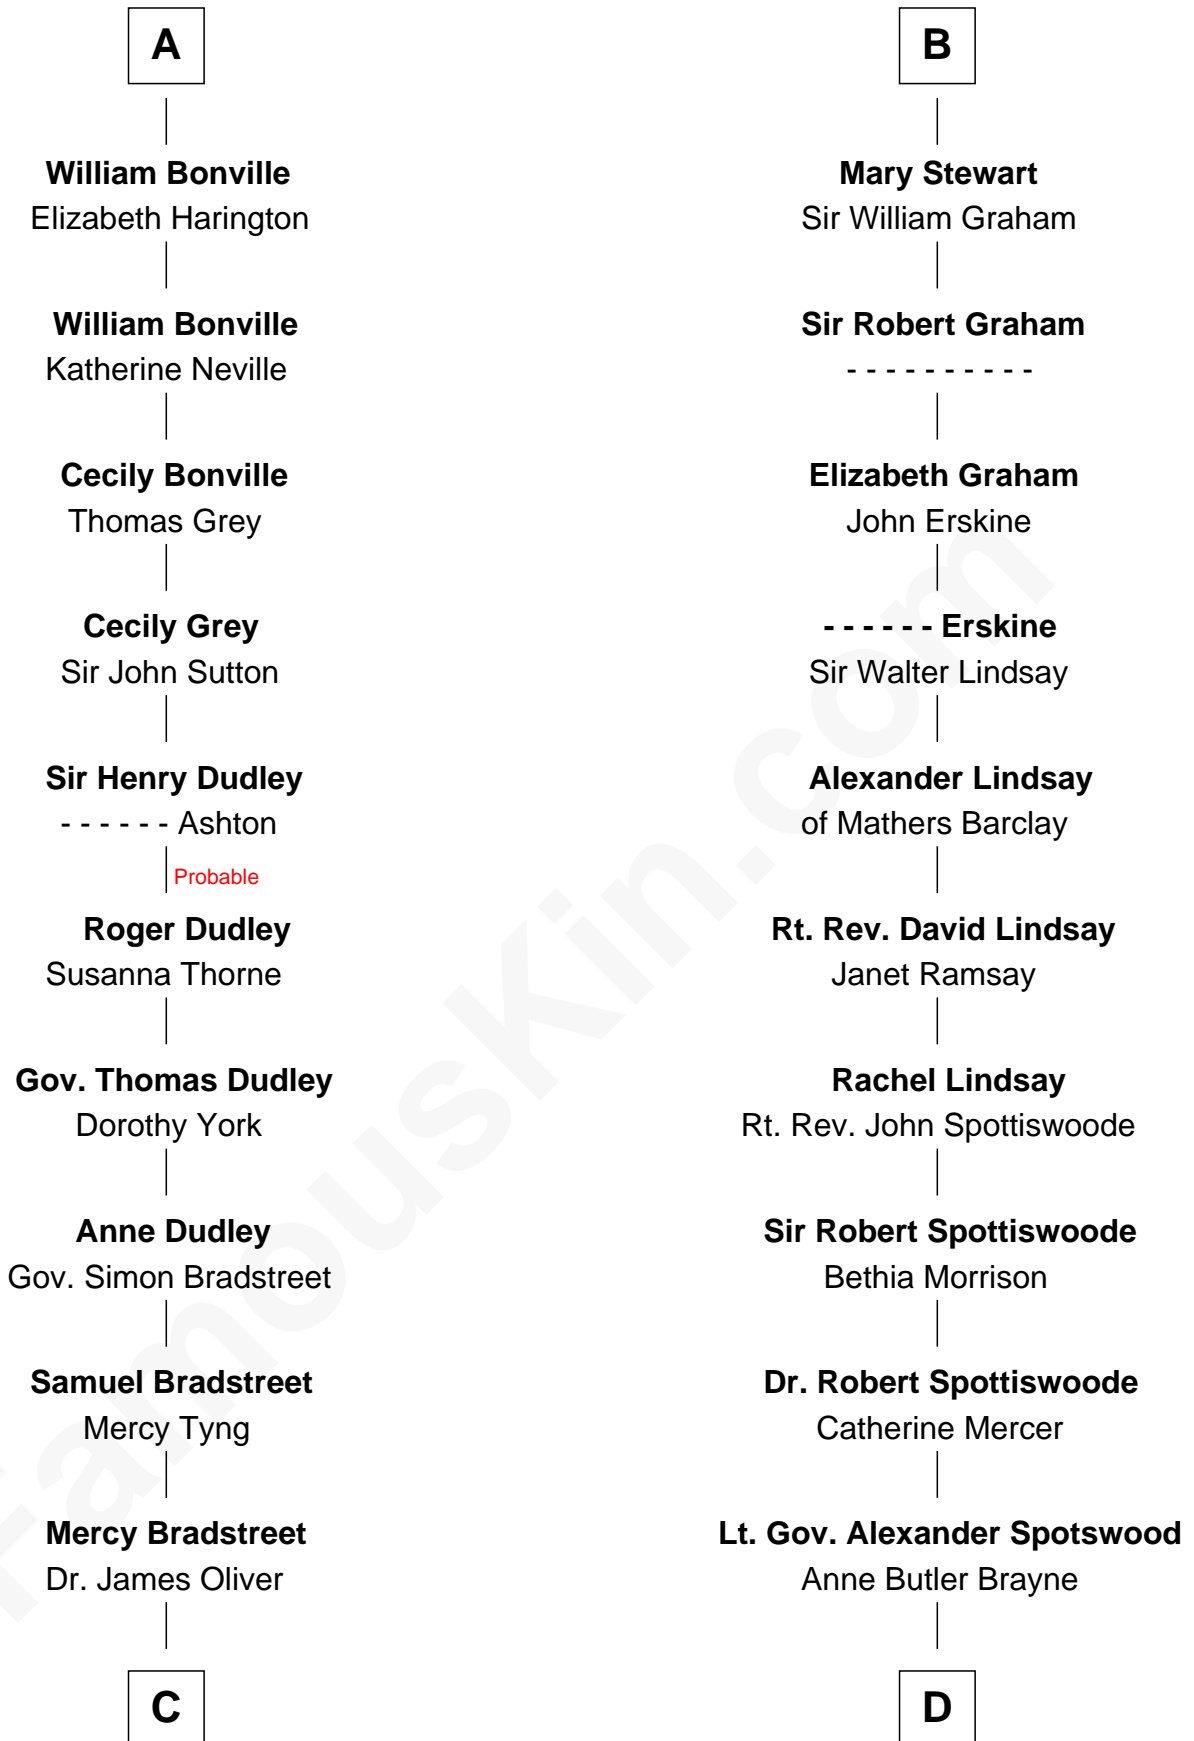 A
William Bonville
Elizabeth Harington
William Bonville
Katherine Neville
Cecily Bonville
Thomas Grey
Cecily Grey
Sir John Sutton
Sir Henry Dudley
- - - - - - Ashton
Probable
Roger Dudley
Susanna Thorne
Gov. Thomas Dudley
Dorothy York
Anne Dudley
Gov. Simon Bradstreet
Samuel Bradstreet
Mercy Tyng
Mercy Bradstreet
Dr. James Oliver
C
B
Mary Stewart
Sir William Graham
Sir Robert Graham
- - - - - - - - - -
Elizabeth Graham
John Erskine
- - - - - - Erskine
Sir Walter Lindsay
Alexander Lindsay
of Mathers Barclay
Rt. Rev. David Lindsay
Janet Ramsay
Rachel Lindsay
Rt. Rev. John Spottiswoode
Sir Robert Spottiswoode
Bethia Morrison
Dr. Robert Spottiswoode
Catherine Mercer
Lt. Gov. Alexander Spotswood
Anne Butler Brayne
D
FamousKin.com